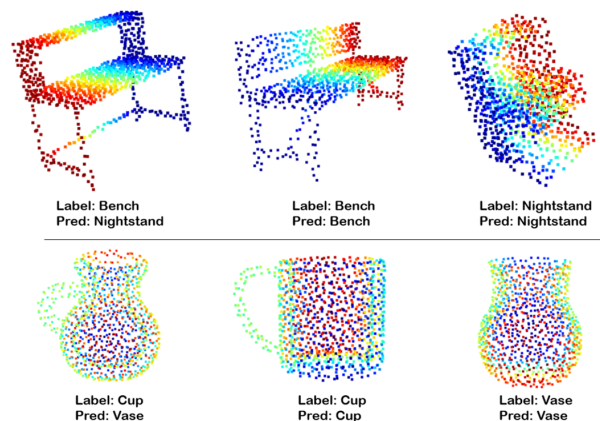 Label: Bench
Pred: Nightstand
Label: Bench
Pred: Bench
Label: Nightstand
Pred: Nightstand
Label: Cup
Pred: Vase
Label: Cup
Pred: Cup
Label: Vase
Pred: Vase